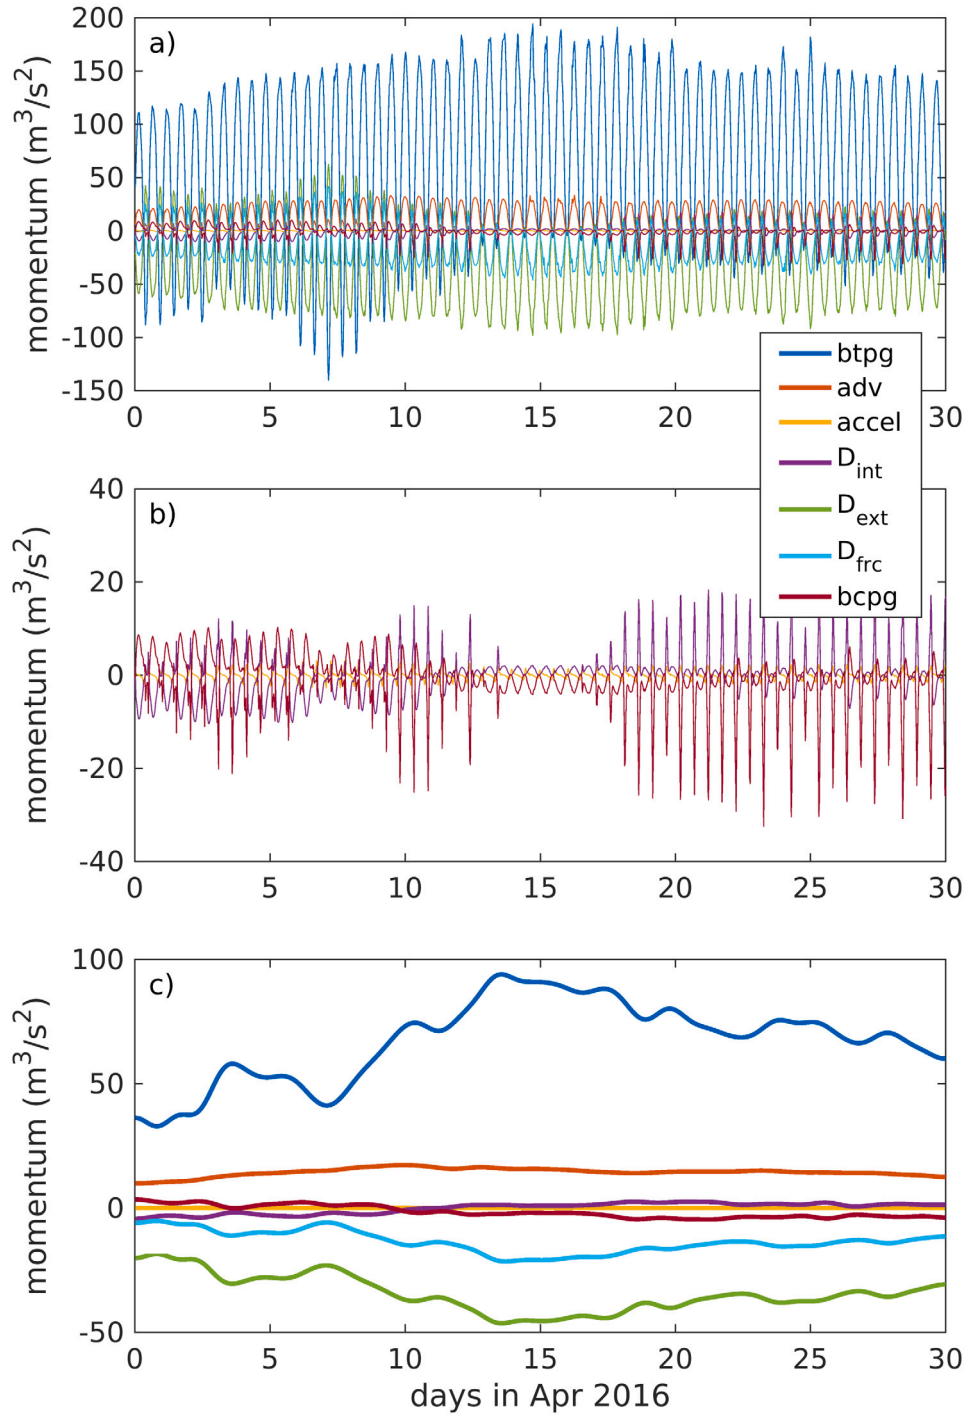 a)
momentum (m³/s²)
200
150
100
50
0
-50
-100
-150
0 5 10 15 20 25 30
btpg
adv
accel
D_int
D_ext
D_frc
bcpg
b)
momentum (m³/s²)
40
20
0
-20
-40
0 5 10 15 20 25 30
c)
momentum (m³/s²)
100
50
0
-50
0 5 10 15 20 25 30
days in Apr 2016